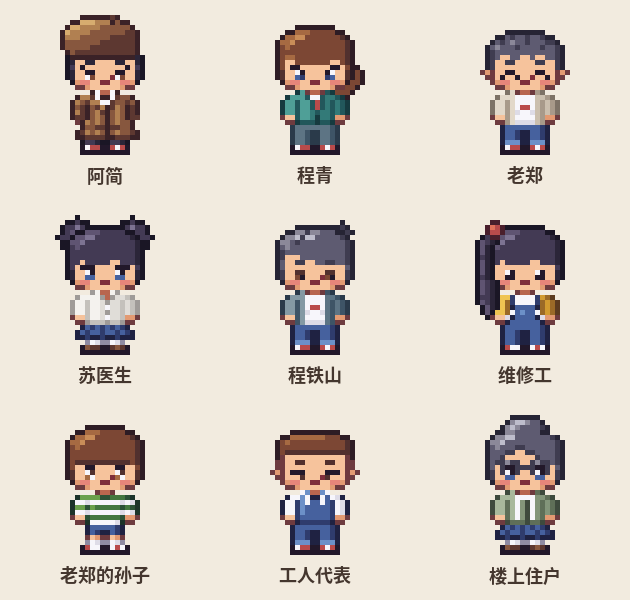 阿简
程青
老郑
苏医生
程铁山
维修工
老郑的孙子
工人代表
楼上住户